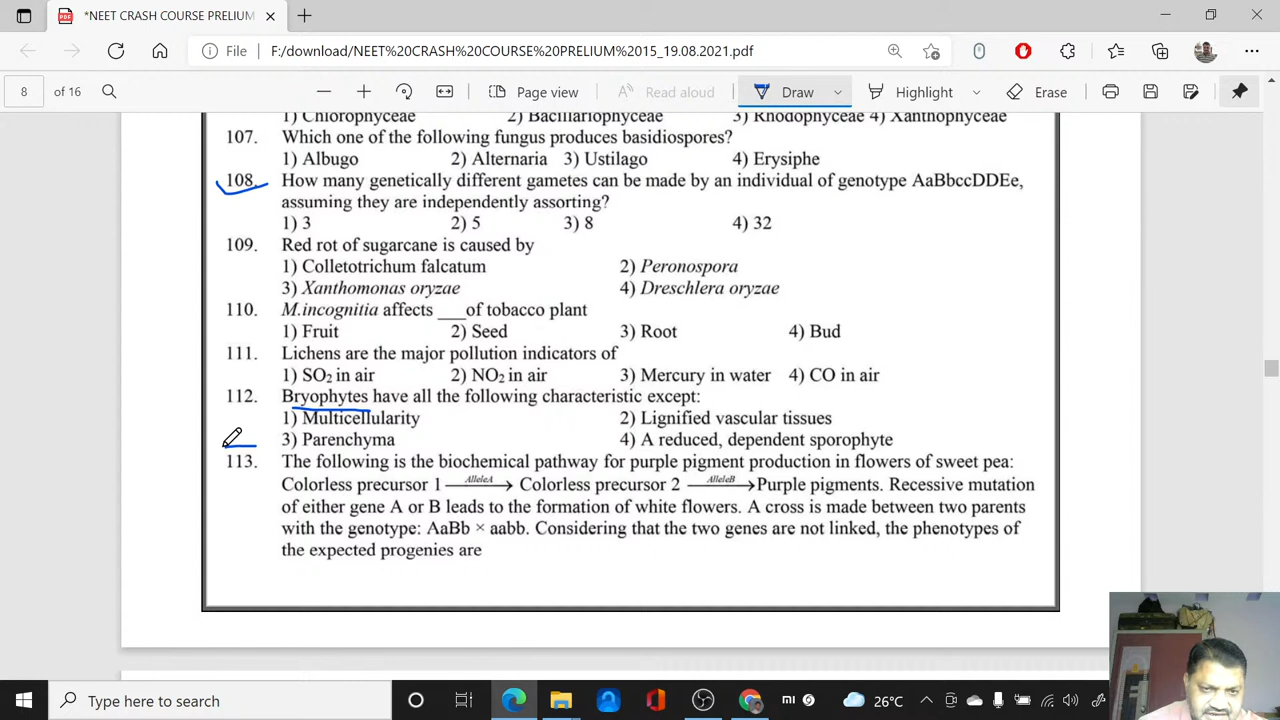 *NEET CRASH COURSE PRELIUM
File F:/download/NEET%20CRASH%20COURSE%20PRELIUM%2015_19.08.2021.pdf
8 of 16 Page view Read aloud Draw Highlight Erase
1) Chlorophyceae 2) Bacillariophyceae 3) Rhodophyceae 4) Xanthophyceae
107. Which one of the following fungus produces basidiospores?
1) Albugo 2) Alternaria 3) Ustilago 4) Erysiphe
108. How many genetically different gametes can be made by an individual of genotype AaBbccDDEe,
assuming they are independently assorting?
1) 3 2) 5 3) 8 4) 32
109. Red rot of sugarcane is caused by
1) Colletotrichum falcatum 2) Peronospora
3) Xanthomonas oryzae 4) Dreschlera oryzae
110. M.incognitia affects ___of tobacco plant
1) Fruit 2) Seed 3) Root 4) Bud
111. Lichens are the major pollution indicators of
1) SO₂ in air 2) NO₂ in air 3) Mercury in water 4) CO in air
112. Bryophytes have all the following characteristic except:
1) Multicellularity 2) Lignified vascular tissues
3) Parenchyma 4) A reduced, dependent sporophyte
113. The following is the biochemical pathway for purple pigment production in flowers of sweet pea:
Colorless precursor 1 —AlleleA→ Colorless precursor 2 —AlleleB→Purple pigments. Recessive mutation
of either gene A or B leads to the formation of white flowers. A cross is made between two parents
with the genotype: AaBb × aabb. Considering that the two genes are not linked, the phenotypes of
the expected progenies are
Type here to search 26°C